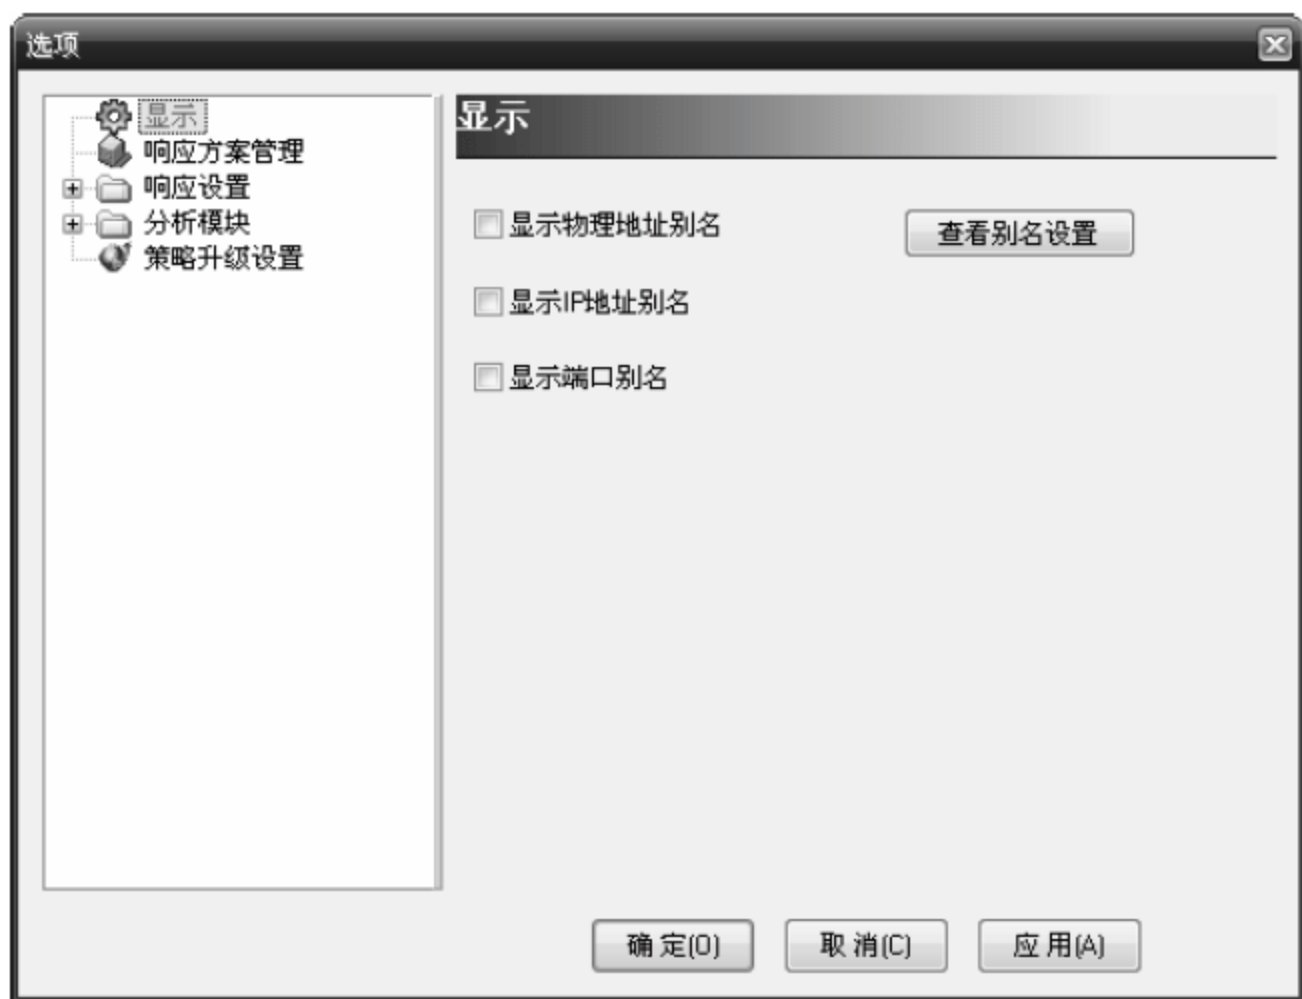 选项
显示
响应方案管理
响应设置
分析模块
策略升级设置
显示
显示物理地址别名
查看别名设置
显示IP地址别名
显示端口别名
确定(O)
取消(C)
应用(A)